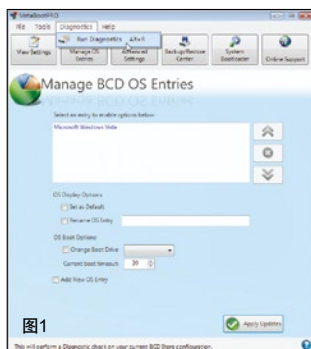 MetaBootPRO
File Tools Diagnostics Help
Run Diagnostics Alt+R
View Settings
Manage OS Entries
Advanced Settings
Backup/Restore Center
System Bootloader
Online Support
Manage BCD OS Entries
Select an entry to enable options below:
Microsoft Windows Vista
OS Display Options
Set as Default
Rename OS Entry
OS Boot Options
Change Boot Drive
Current boot timeout: 30
Add New OS Entry
Apply Updates
图1
This will perform a Diagnostic check on your current BCD Store configuration.